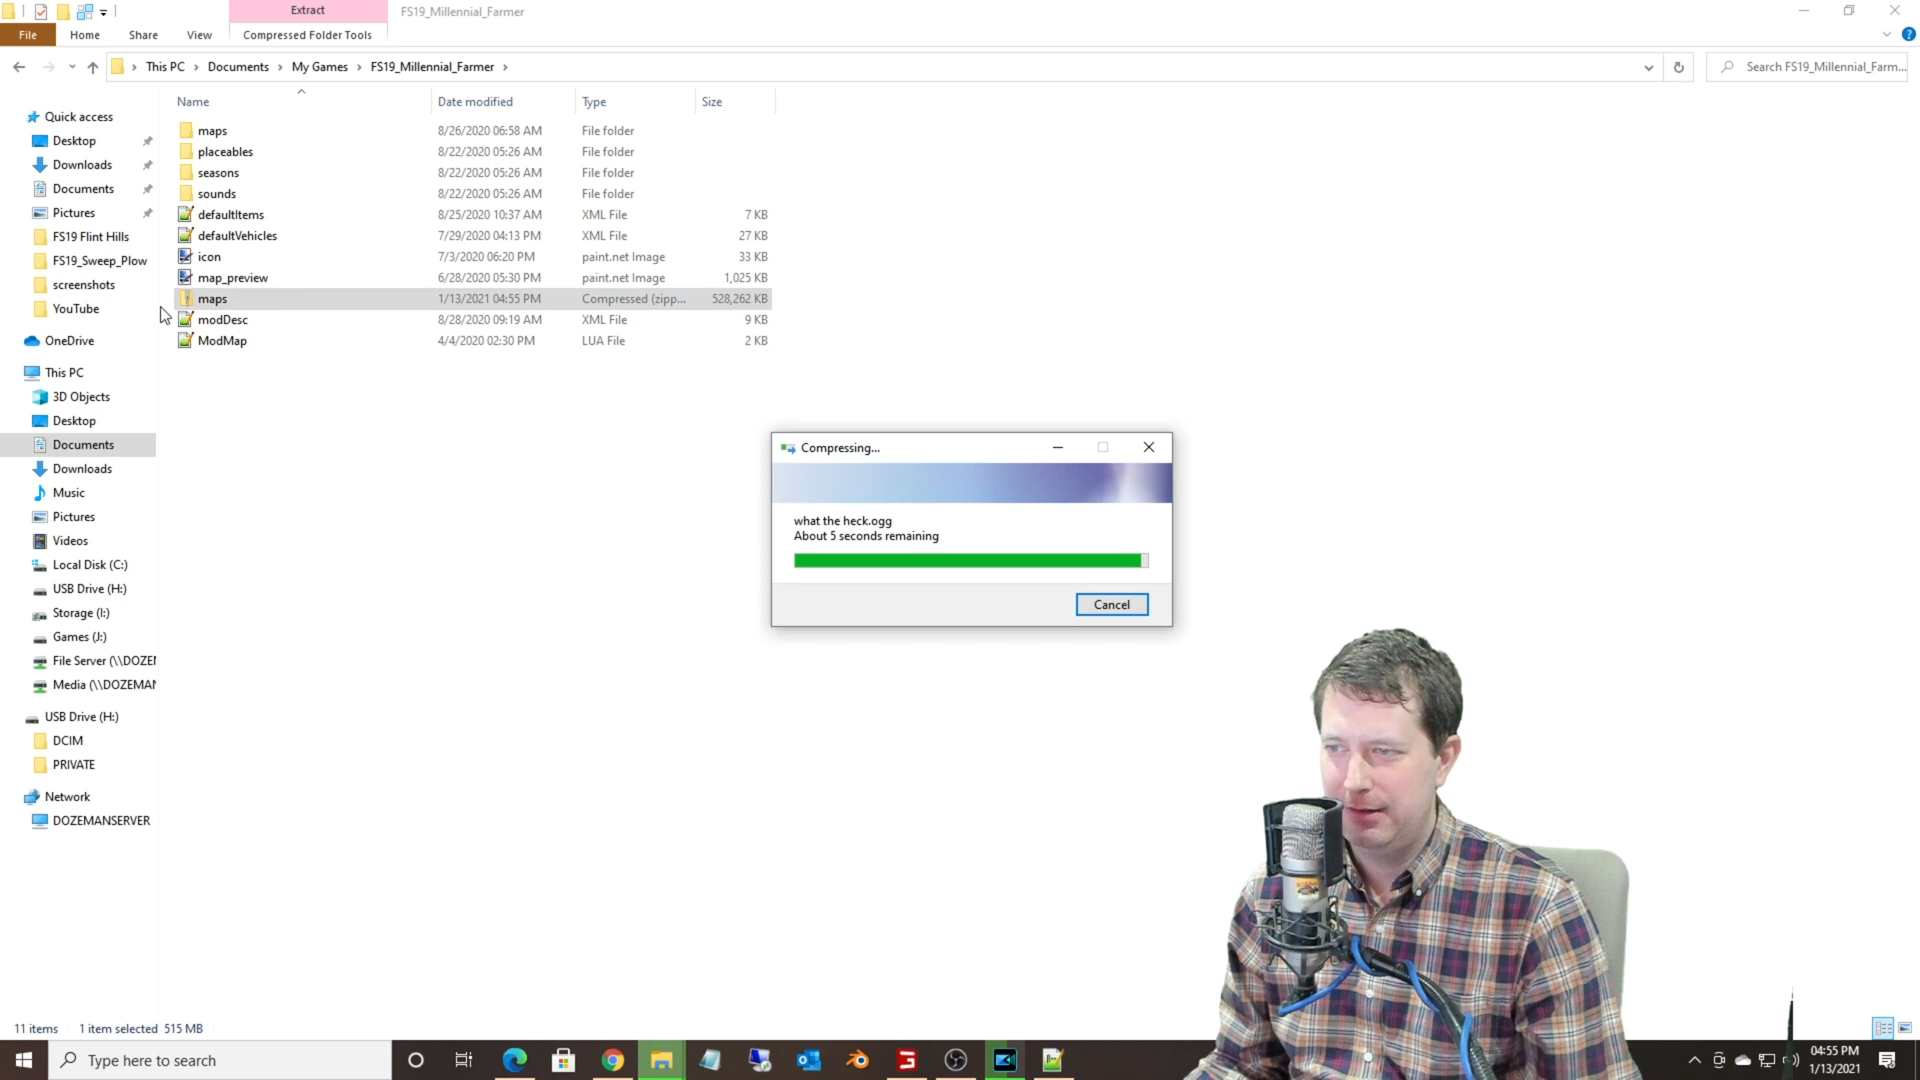 Extract
FS19_Millennial_Farmer
File
Home
Share
View
Compressed Folder Tools
This PC
Documents
My Games
FS19_Millennial_Farmer
Search FS19_Millennial_Farm...
Name
Date modified
Type
Size
maps 8/26/2020 06:58 AM File folder
placeables 8/22/2020 05:26 AM File folder
seasons 8/22/2020 05:26 AM File folder
sounds 8/22/2020 05:26 AM File folder
defaultItems 8/25/2020 10:37 AM XML File 7 KB
defaultVehicles 7/29/2020 04:13 PM XML File 27 KB
icon 7/3/2020 06:20 PM paint.net Image 33 KB
map_preview 6/28/2020 05:30 PM paint.net Image 1,025 KB
maps 1/13/2021 04:55 PM Compressed (zipp... 528,262 KB
modDesc 8/28/2020 09:19 AM XML File 9 KB
ModMap 4/4/2020 02:30 PM LUA File 2 KB
Quick access
Desktop
Downloads
Documents
Pictures
FS19 Flint Hills
FS19_Sweep_Plow
screenshots
YouTube
OneDrive
This PC
3D Objects
Desktop
Documents
Downloads
Music
Pictures
Videos
Local Disk (C:)
USB Drive (H:)
Storage (I:)
Games (J:)
File Server (\\DOZE
Media (\\DOZEMAN
USB Drive (H:)
DCIM
PRIVATE
Network
DOZEMANSERVER
Compressing...
what the heck.ogg
About 5 seconds remaining
Cancel
11 items
1 item selected 515 MB
Type here to search
04:55 PM
1/13/2021